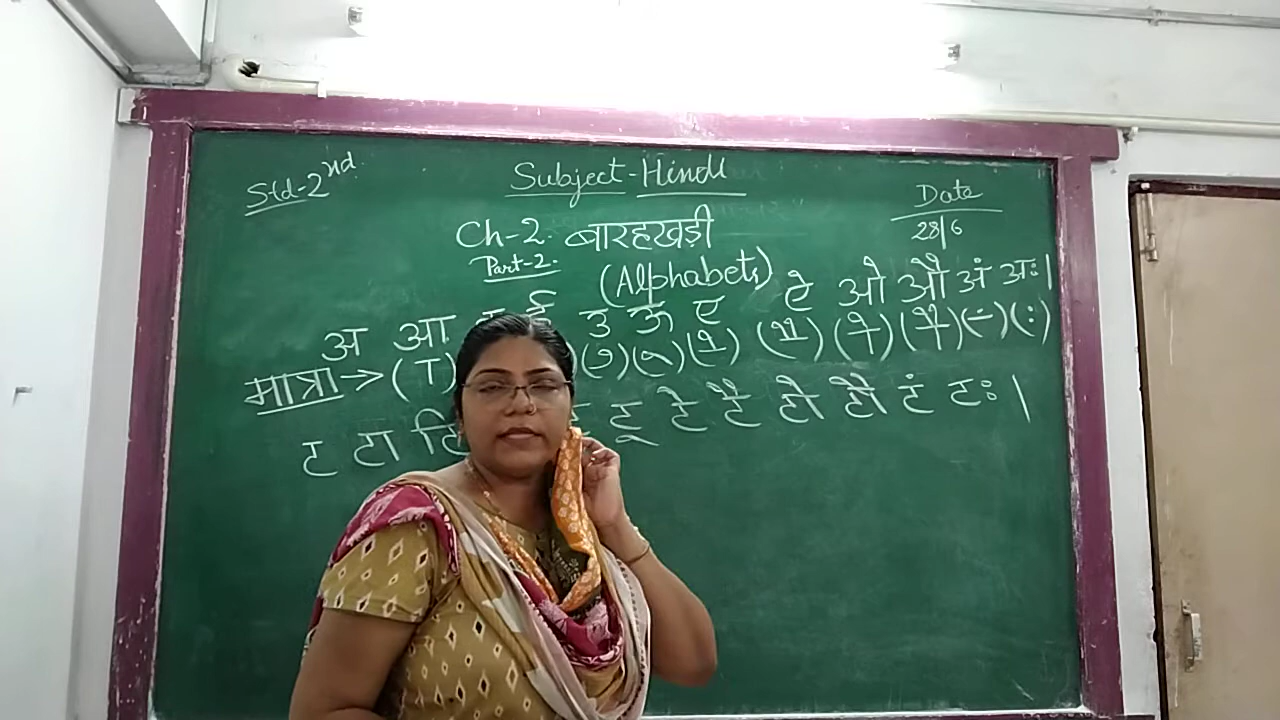 Std-2nd
Subject-Hindi
Date
28/6
Ch-2. बारहखड़ी
Part-2.
(Alphabets)
अ आ ई उ ऊ ए ऐ ओ औ अं अः।
मात्रा → (ा) (ु) (ू) (े) (ै) (ो) (ौ) (ं) (ः)
ट टा टि टू टे टै टो टौ टं टः।